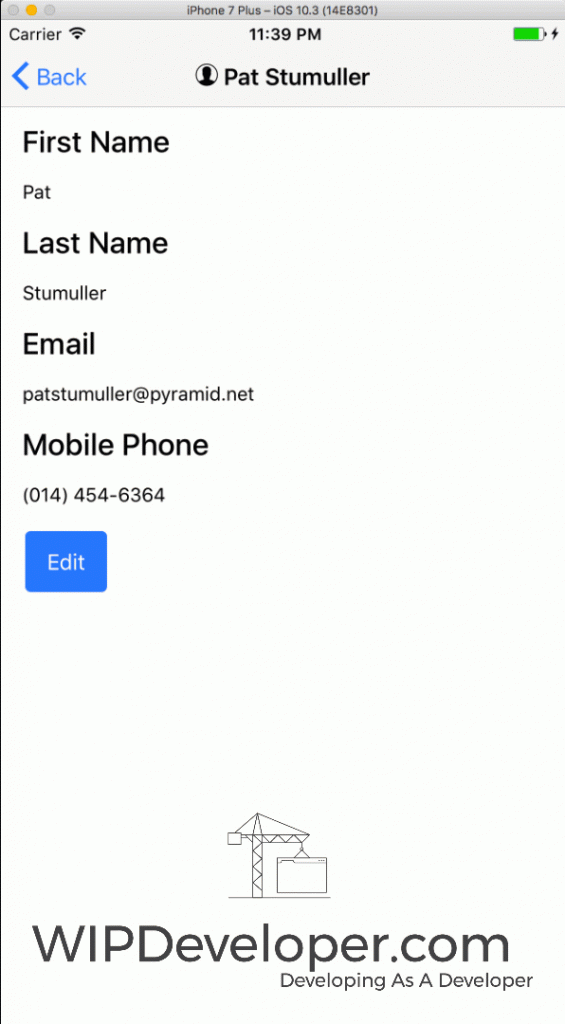 iPhone 7 Plus – iOS 10.3 (14E8301)
Carrier 11:39 PM
Back Pat Stumuller
First Name
Pat
Last Name
Stumuller
Email
patstumuller@pyramid.net
Mobile Phone
(014) 454-6364
Edit
WIPDeveloper.com
Developing As A Developer